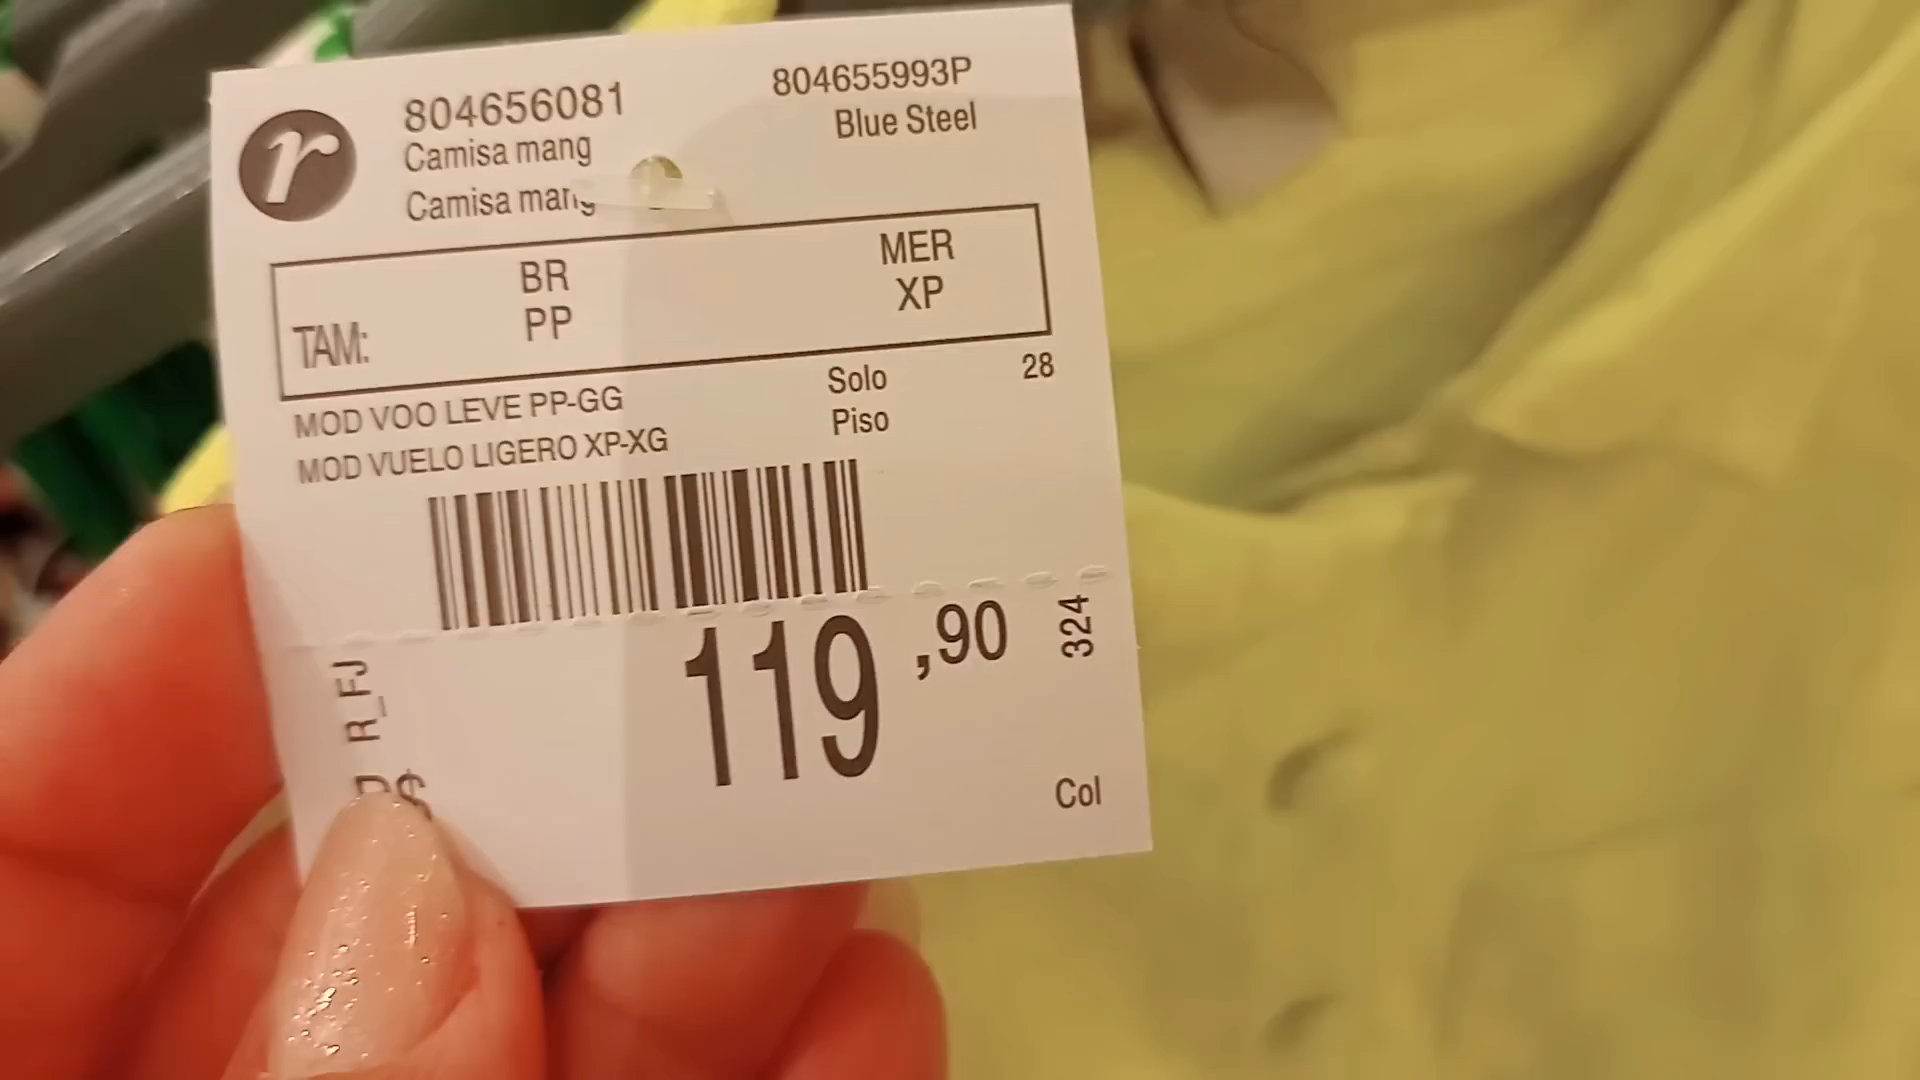 r
804656081
804655993P
Camisa mang
Blue Steel
Camisa mang
BR
MER
TAM:
PP
XP
MOD VOO LEVE PP-GG
Solo
28
MOD VUELO LIGERO XP-XG
Piso
119,90
324
R_FJ
$
Col